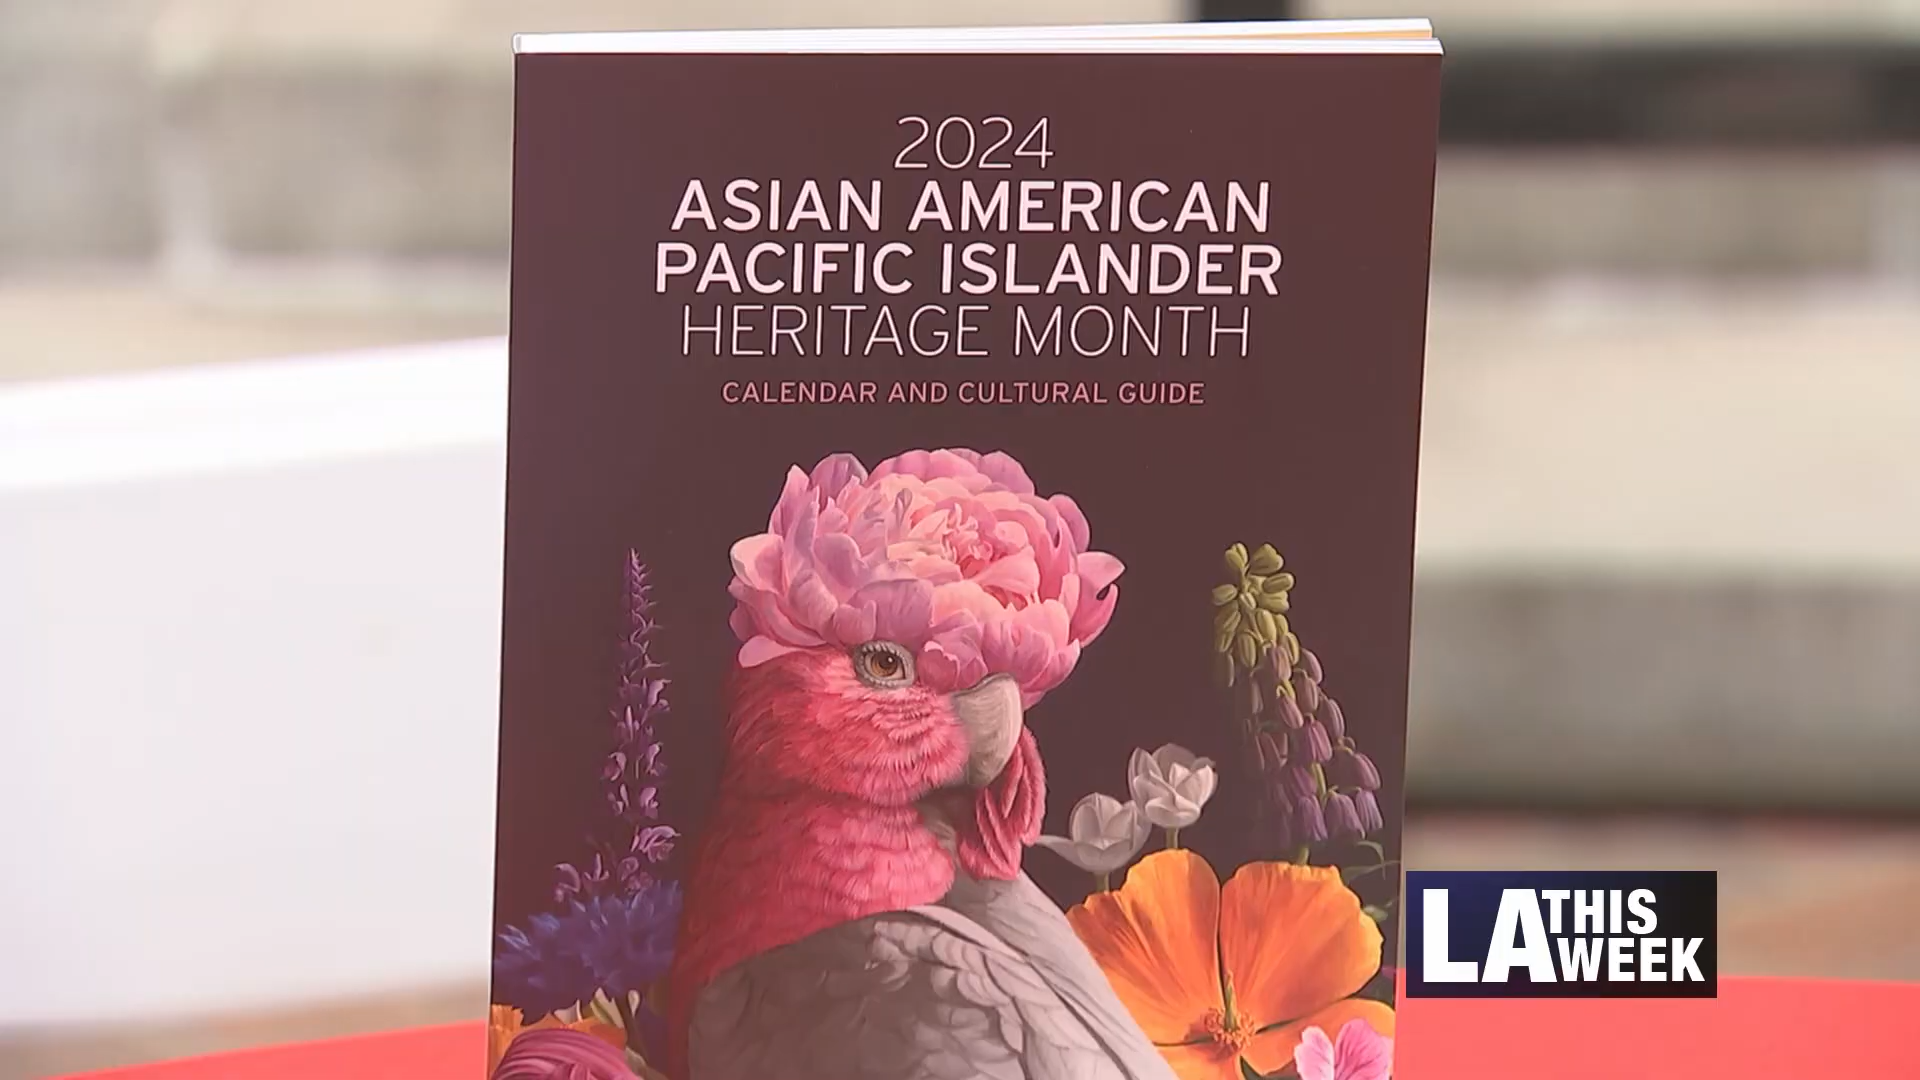 2024
ASIAN AMERICAN
PACIFIC ISLANDER
HERITAGE MONTH
CALENDAR AND CULTURAL GUIDE
LA THIS
WEEK